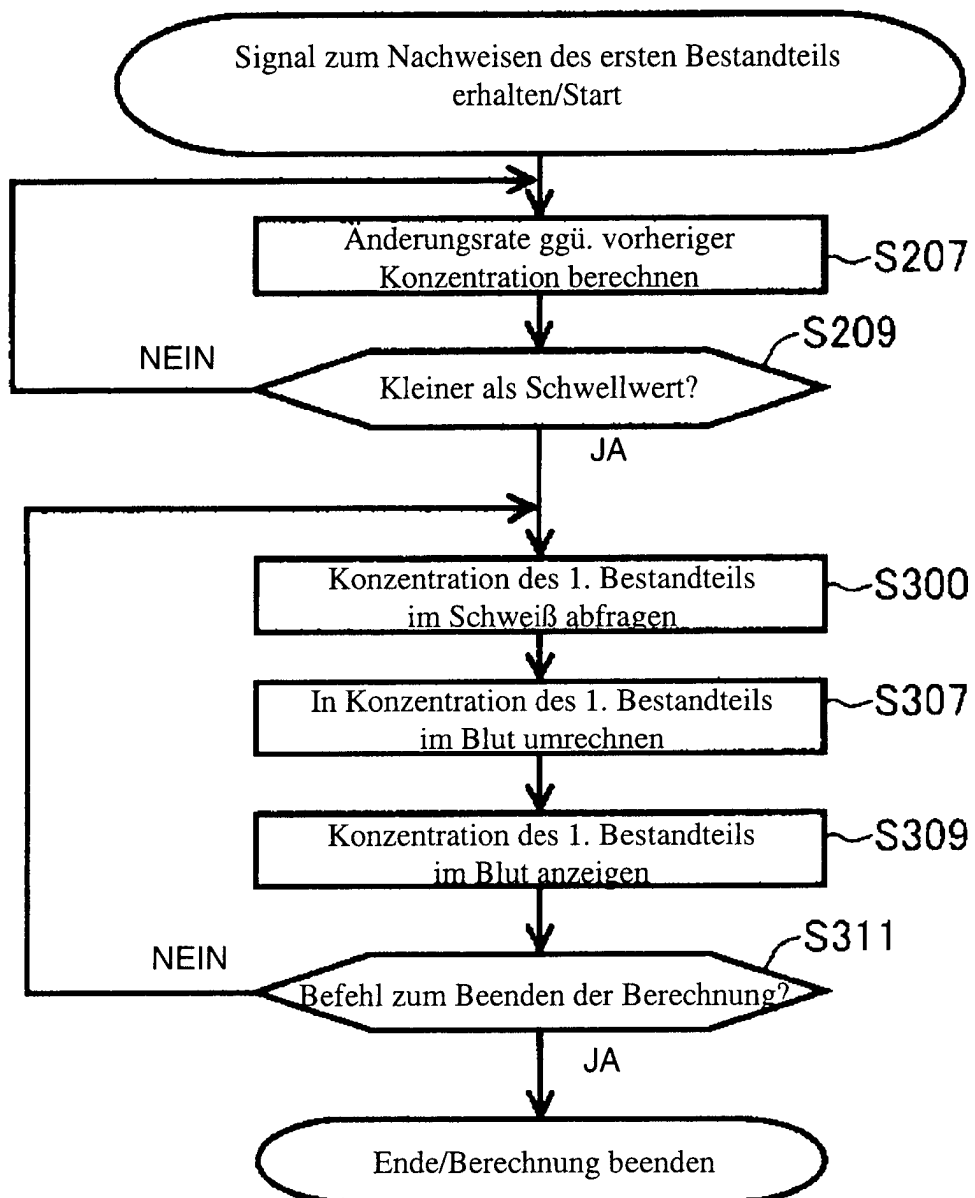 Signal zum Nachweisen des ersten Bestandteils
erhalten/Start
Änderungsrate ggü. vorheriger
Konzentration berechnen
S207
S209
NEIN
Kleiner als Schwellwert?
JA
Konzentration des 1. Bestandteils
im Schweiß abfragen
S300
In Konzentration des 1. Bestandteils
im Blut umrechnen
S307
Konzentration des 1. Bestandteils
im Blut anzeigen
S309
S311
NEIN
Befehl zum Beenden der Berechnung?
JA
Ende/Berechnung beenden